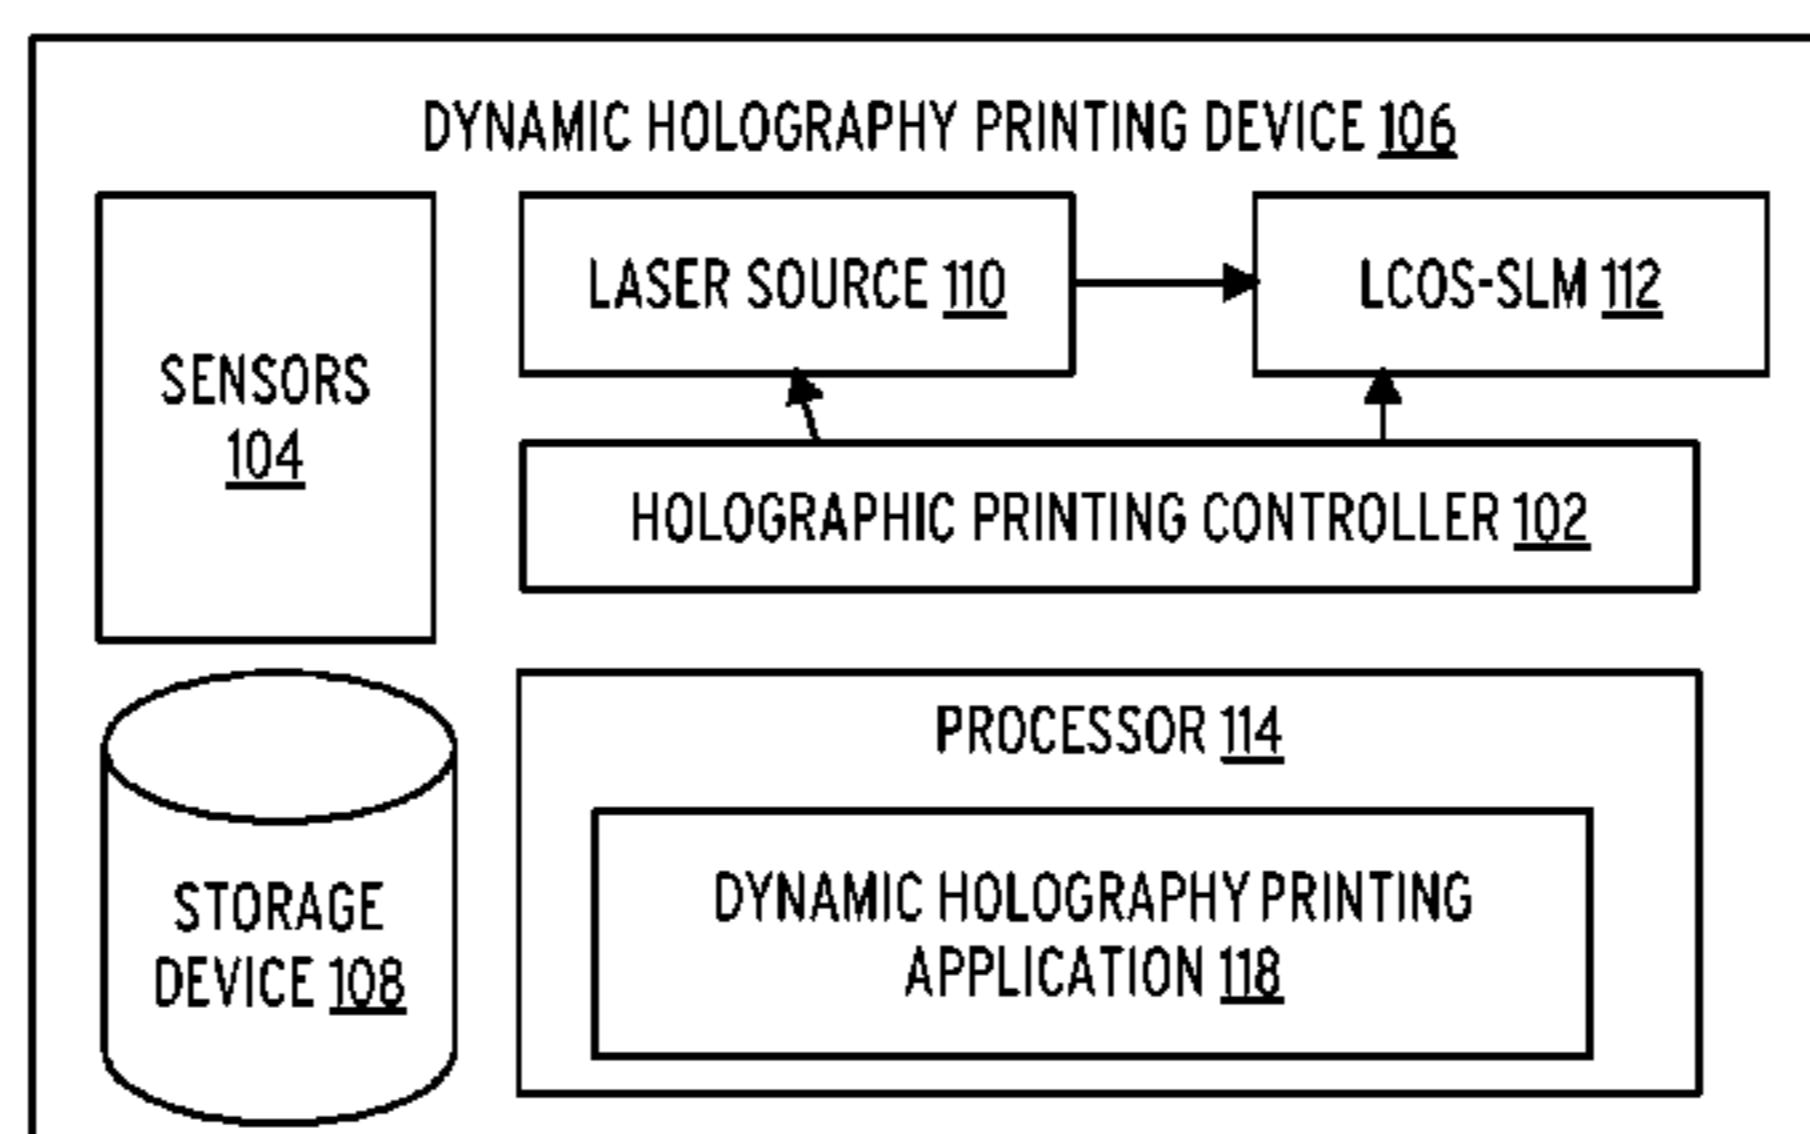 DYNAMIC HOLOGRAPHY PRINTING DEVICE 106
SENSORS
104
LASER SOURCE 110
LCOS-SLM 112
HOLOGRAPHIC PRINTING CONTROLLER 102
STORAGE
DEVICE 108
PROCESSOR 114
DYNAMIC HOLOGRAPHY PRINTING
APPLICATION 118